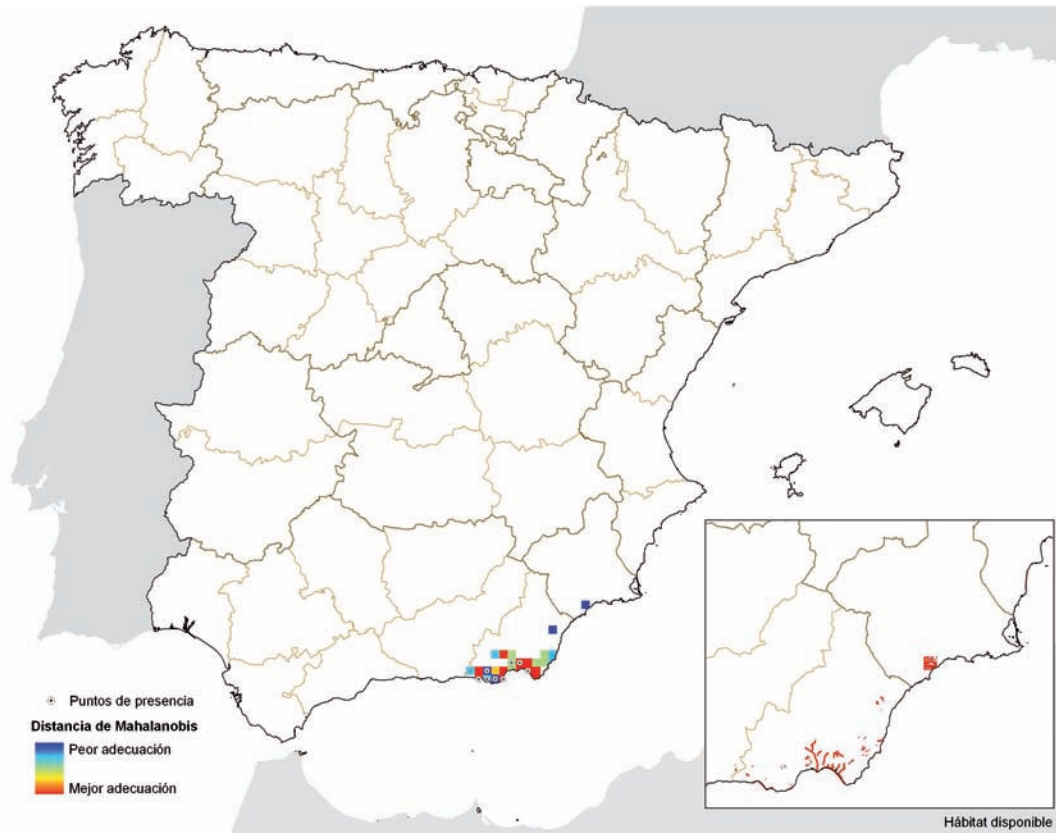 Puntos de presencia
Distancia de Mahalanobis
Peor adecuación
Mejor adecuación
Hábitat disponible